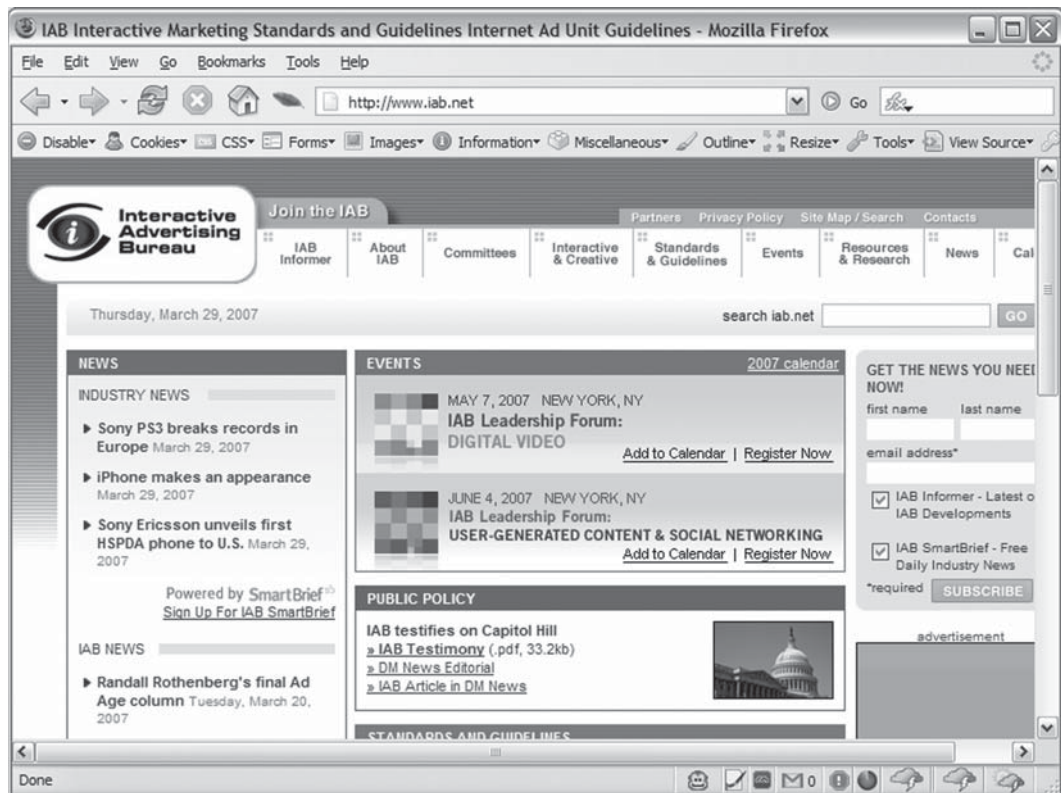 IAB Interactive Marketing Standards and Guidelines Internet Ad Unit Guidelines - Mozilla Firefox
File Edit View Go Bookmarks Tools Help
http://www.iab.net Go
Disable Cookies CSS Forms Images Information Miscellaneous Outline Resize Tools View Source
Join the IAB
Partners Privacy Policy Site Map / Search Contacts
i Interactive
Advertising
Bureau
IAB
Informer
About
IAB
Committees
Interactive
& Creative
Standards
& Guidelines
Events
Resources
& Research
News
Cal
Thursday, March 29, 2007
search iab.net GO
NEWS
INDUSTRY NEWS
Sony PS3 breaks records in
Europe March 29, 2007
iPhone makes an appearance
March 29, 2007
Sony Ericsson unveils first
HSPDA phone to U.S. March 29,
2007
Powered by SmartBrief
Sign Up For IAB SmartBrief
IAB NEWS
Randall Rothenberg's final Ad
Age column Tuesday, March 20,
2007
EVENTS 2007 calendar
MAY 7, 2007 NEW YORK, NY
IAB Leadership Forum:
DIGITAL VIDEO
Add to Calendar | Register Now
JUNE 4, 2007 NEW YORK, NY
IAB Leadership Forum:
USER-GENERATED CONTENT & SOCIAL NETWORKING
Add to Calendar | Register Now
PUBLIC POLICY
IAB testifies on Capitol Hill
» IAB Testimony (.pdf, 33.2kb)
» DM News Editorial
» IAB Article in DM News
STANDARDS AND GUIDELINES
GET THE NEWS YOU NEED
NOW!
first name last name
email address*
IAB Informer - Latest o
IAB Developments
IAB SmartBrief - Free
Daily Industry News
*required SUBSCRIBE
advertisement
Done
0